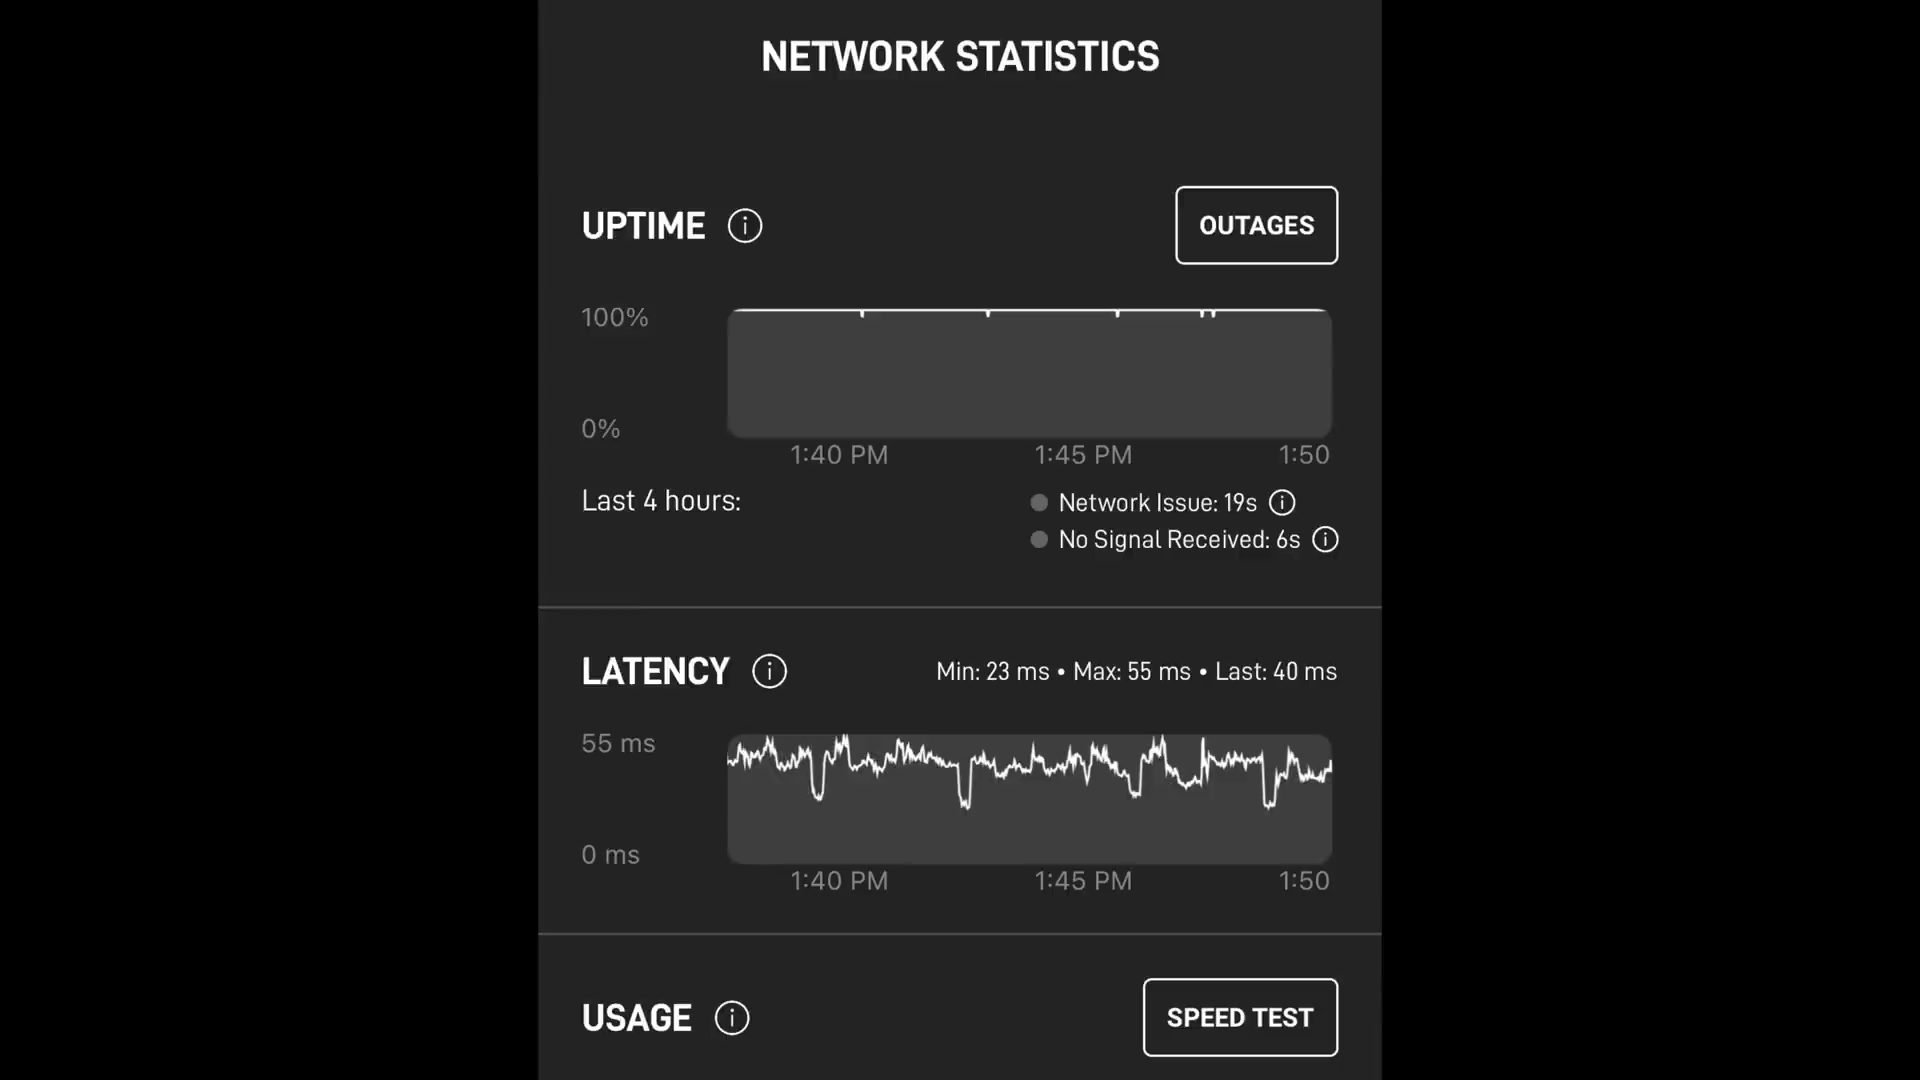 NETWORK STATISTICS
UPTIME
OUTAGES
100%
0%
1:40 PM 1:45 PM 1:50
Last 4 hours:
Network Issue: 19s
No Signal Received: 6s
LATENCY
Min: 23 ms • Max: 55 ms • Last: 40 ms
55 ms
0 ms
1:40 PM 1:45 PM 1:50
USAGE
SPEED TEST